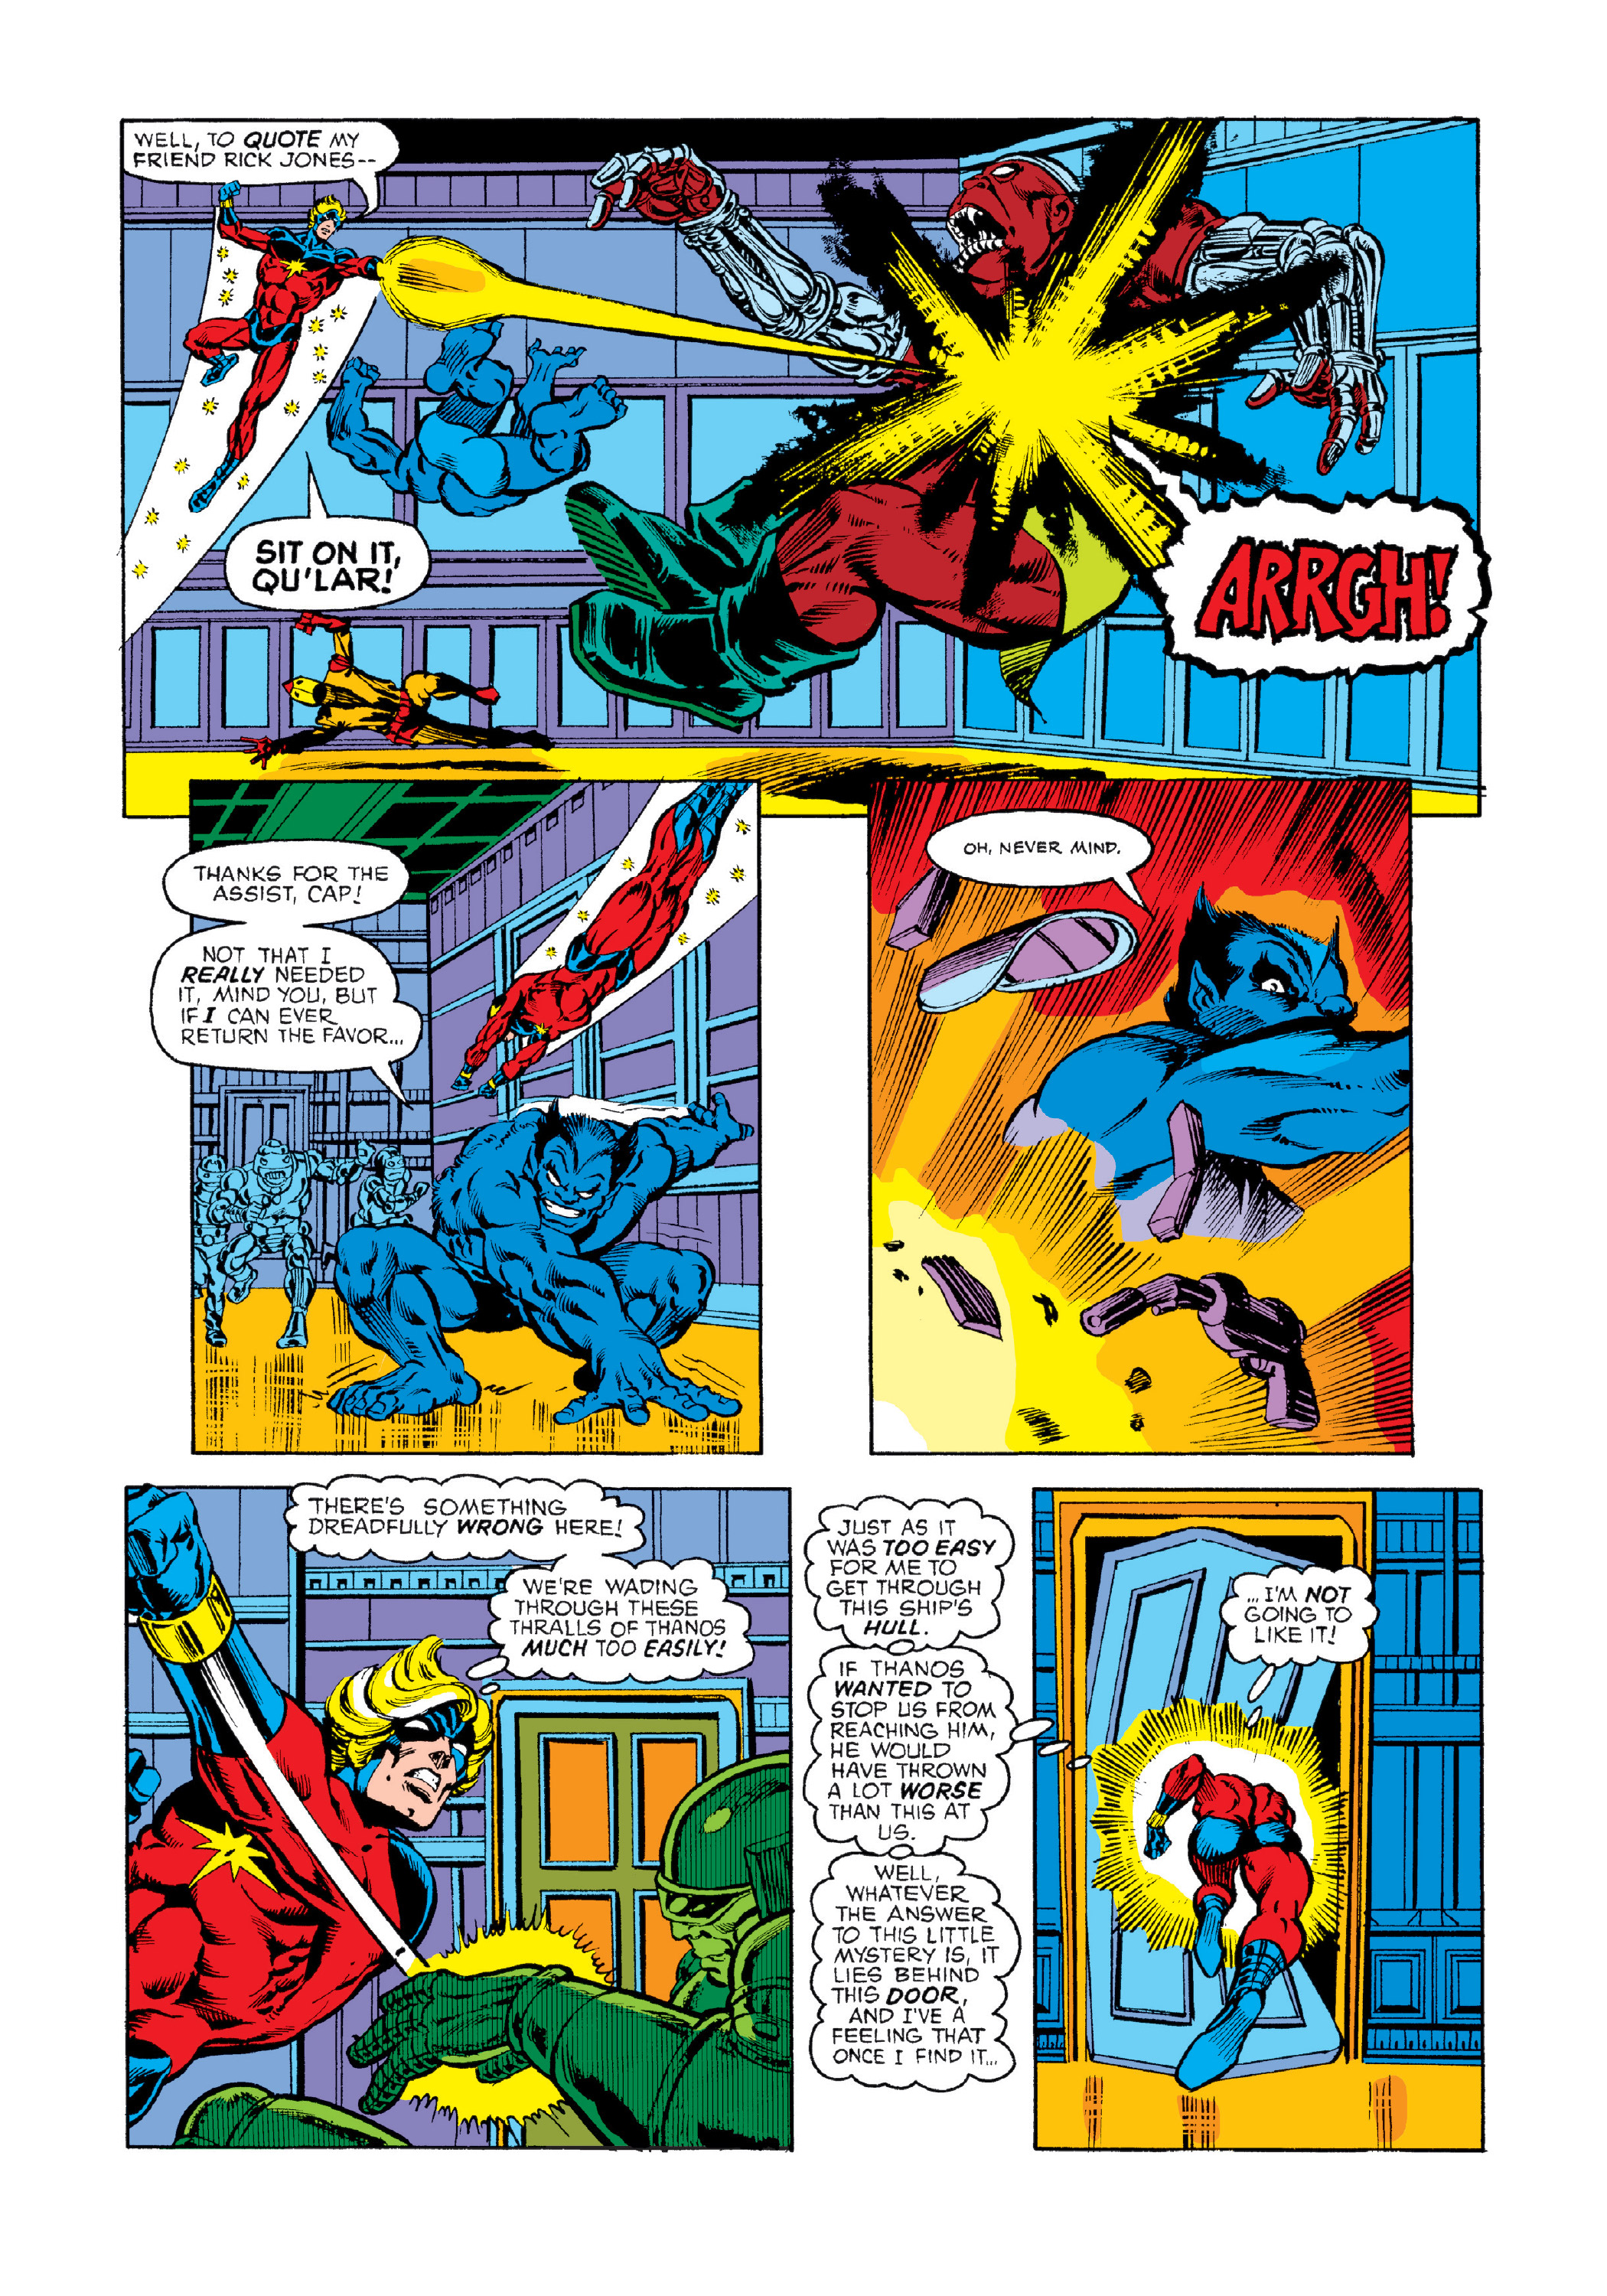 WELL, TO QUOTE MY
FRIEND RICK JONES--
SIT ON IT,
QU'LAR!
ARRGH!
THANKS FOR THE
ASSIST, CAP!
NOT THAT I
REALLY NEEDED
IT, MIND YOU, BUT
IF I CAN EVER
RETURN THE FAVOR...
OH, NEVER MIND.
THERE'S SOMETHING
DREADFULLY WRONG HERE!
WE'RE WADING
THROUGH THESE
THRALLS OF THANOS
MUCH TOO EASILY!
JUST AS IT
WAS TOO EASY
FOR ME TO
GET THROUGH
THIS SHIP'S
HULL.
IF THANOS
WANTED TO
STOP US FROM
REACHING HIM,
HE WOULD
HAVE THROWN
A LOT WORSE
THAN THIS AT
US.
WELL,
WHATEVER
THE ANSWER
TO THIS LITTLE
MYSTERY IS, IT
LIES BEHIND
THIS DOOR,
AND I'VE A
FEELING THAT
ONCE I FIND IT...
...I'M NOT
GOING TO
LIKE IT!